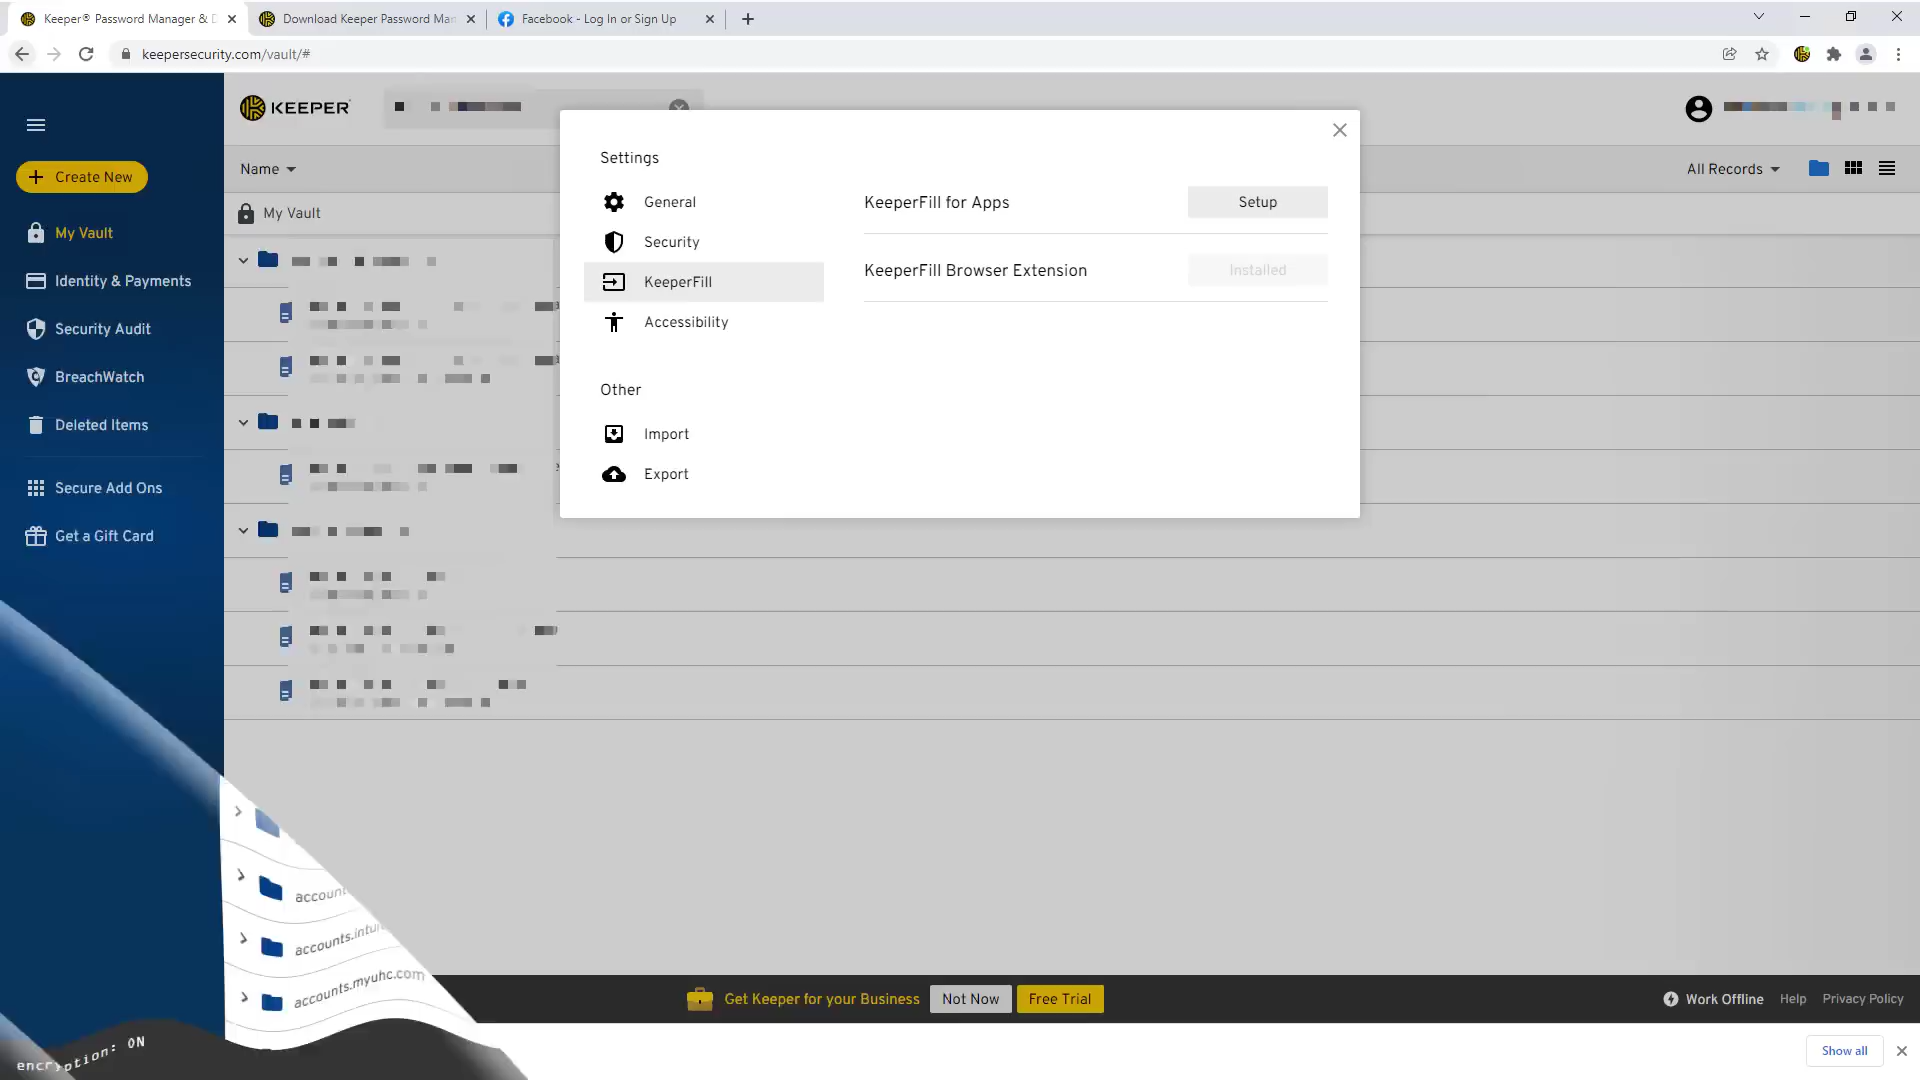 Keeper® Password Manager & D
Download Keeper Password Man
Facebook - Log In or Sign Up
keepersecurity.com/vault/#
KEEPER
Create New
My Vault
Identity & Payments
Security Audit
BreachWatch
Deleted Items
Secure Add Ons
Get a Gift Card
Name
All Records
My Vault
Settings
General
Security
KeeperFill
Accessibility
Other
Import
Export
KeeperFill for Apps
Setup
KeeperFill Browser Extension
Installed
accounts.myuhc.com
encryption: ON
Get Keeper for your Business
Not Now
Free Trial
Work Offline
Help
Privacy Policy
Show all